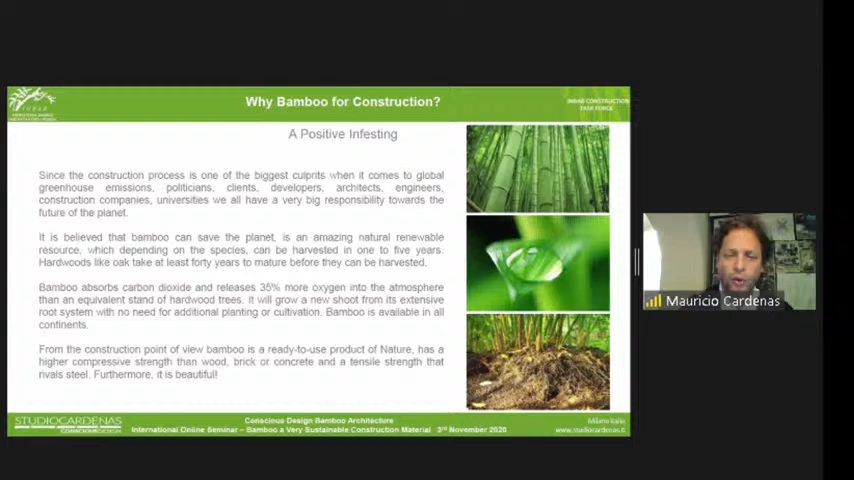 Why Bamboo for Construction?
INBAR CONSTRUCTION
TASK FORCE
A Positive Infesting
Since the construction process is one of the biggest culprits when it comes to global
greenhouse emissions, politicians, clients, developers, architects, engineers,
construction companies, universities we all have a very big responsibility towards the
future of the planet.
It is believed that bamboo can save the planet, is an amazing natural renewable
resource, which depending on the species, can be harvested in one to five years.
Hardwoods like oak take at least forty years to mature before they can be harvested.
Bamboo absorbs carbon dioxide and releases 35% more oxygen into the atmosphere
than an equivalent stand of hardwood trees. it will grow a new shoot from its extensive
root system with no need for additional planting or cultivation. Bamboo is available in all
continents.
From the construction point of view bamboo is a ready-to-use product of Nature, has a
higher compressive strength than wood, brick or concrete and a tensile strength that
rivals steel. Furthermore, it is beautiful!
Mauricio Cardenas
STUDIOCARDENAS
CONSCIOUSDESIGN
Conscious Design Bamboo Architecture
International Online Seminar – Bamboo a Very Sustainable Construction Material 3rd November 2020
Milano Italia
www.studiocardenas.it